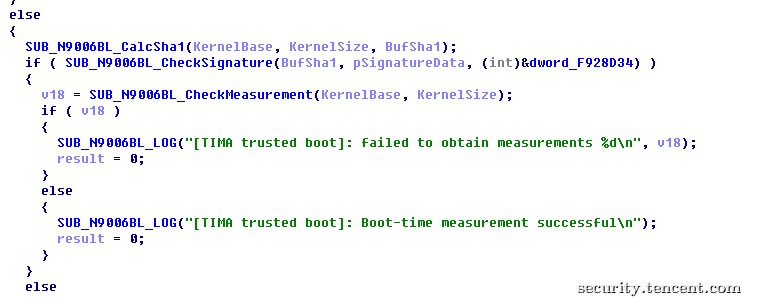 else
{
SUB_N9006BL_CalcSha1(KernelBase, KernelSize, BufSha1);
if ( SUB_N9006BL_CheckSignature(BufSha1, pSignatureData, (int)&dword_F928D34) )
{
v18 = SUB_N9006BL_CheckMeasurement(KernelBase, KernelSize);
if ( v18 )
{
SUB_N9006BL_LOG("[TIMA trusted boot]: failed to obtain measurements %d\n", v18);
result = 0;
}
else
{
SUB_N9006BL_LOG("[TIMA trusted boot]: Boot-time measurement successful\n");
result = 0;
}
}
else
security.tencent.com